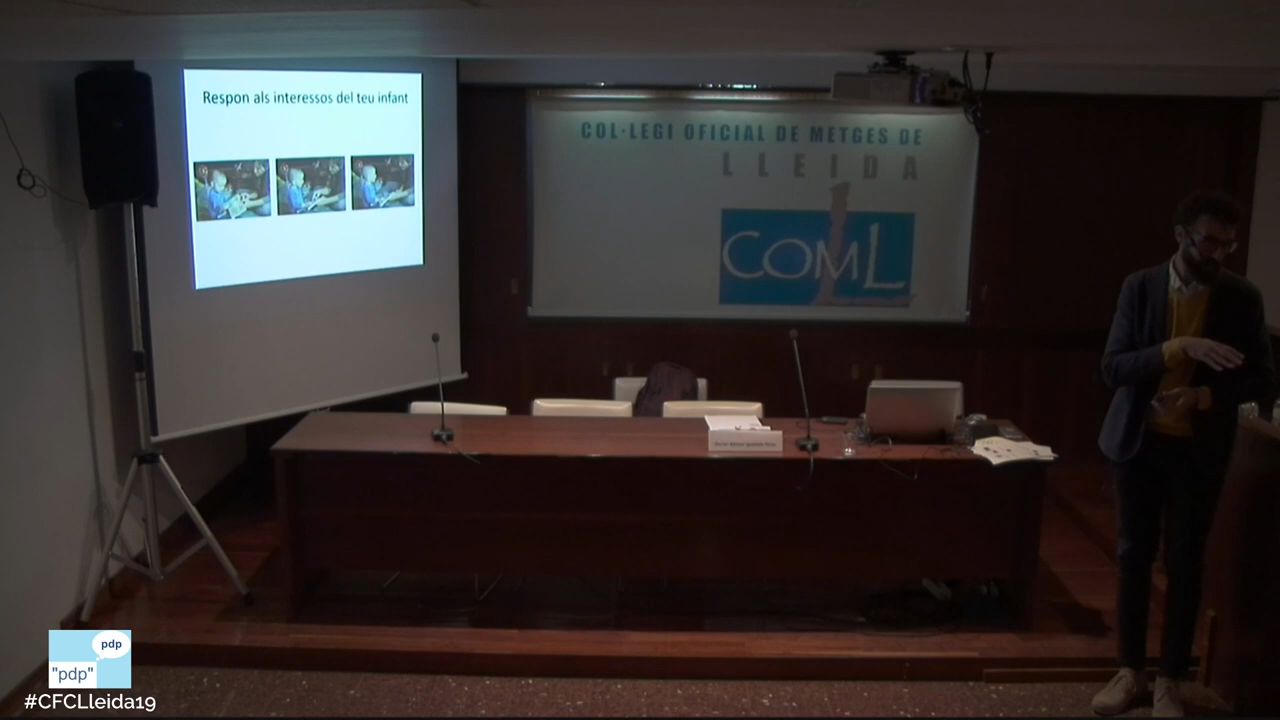 Respon als interessos del teu infant
COL·LEGI OFICIAL DE METGES DE
LLEIDA
COML
pdp
"pdp"
#CFCLleida19